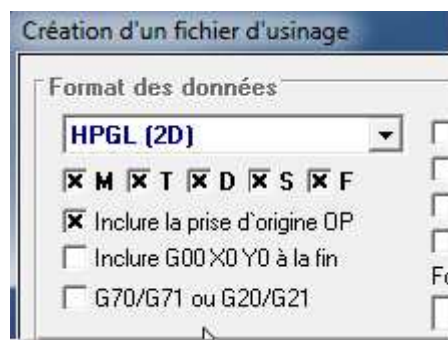 Création d'un fichier d'usinage
Format des données
HPGL (2D)
M T D S F
Inclure la prise d`origine OP
Inclure G00 X0 Y0 à la fin
G70/G71 ou G20/G21
Fo